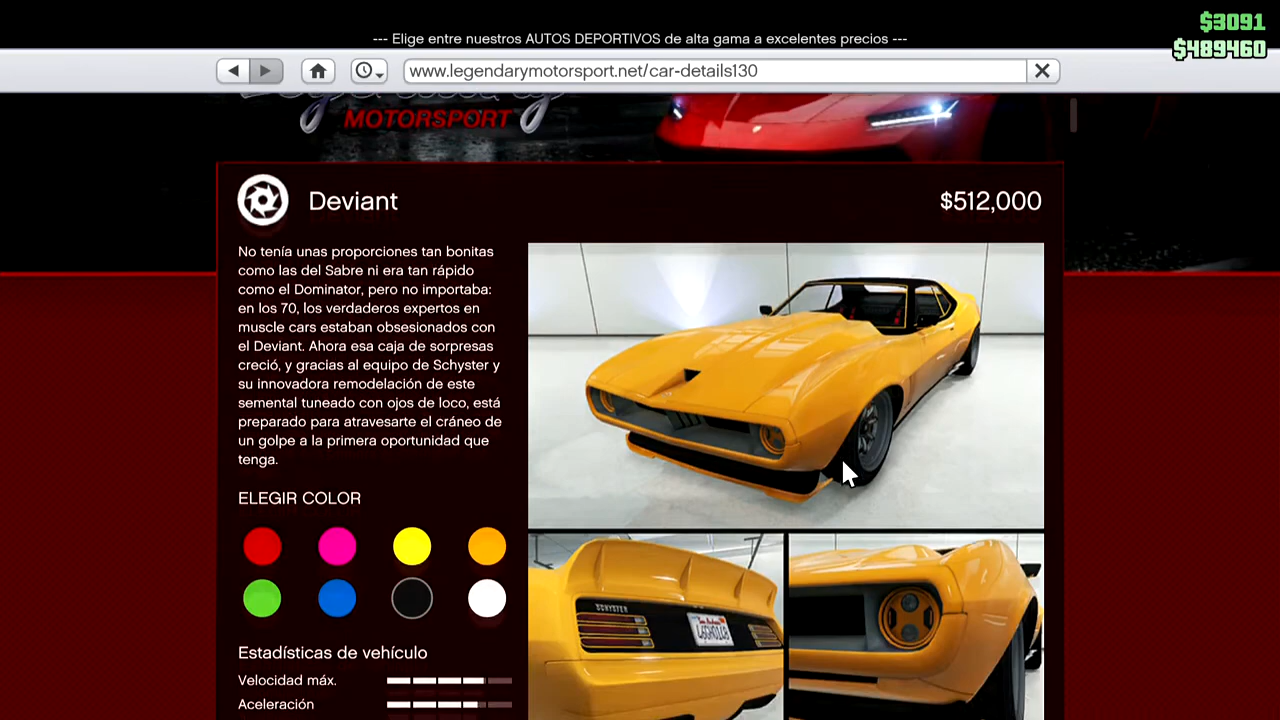 $3091
--- Elige entre nuestros AUTOS DEPORTIVOS de alta gama a excelentes precios ---
$489460
www.legendarymotorsport.net/car-details130
MOTORSPORT
Deviant
$512,000
No tenía unas proporciones tan bonitas
como las del Sabre ni era tan rápido
como el Dominator, pero no importaba:
en los 70, los verdaderos expertos en
muscle cars estaban obsesionados con
el Deviant. Ahora esa caja de sorpresas
creció, y gracias al equipo de Schyster y
su innovadora remodelación de este
semental tuneado con ojos de loco, está
preparado para atravesarte el cráneo de
un golpe a la primera oportunidad que
tenga.
ELEGIR COLOR
SCHYSTER
Estadísticas de vehículo
Velocidad máx.
Aceleración